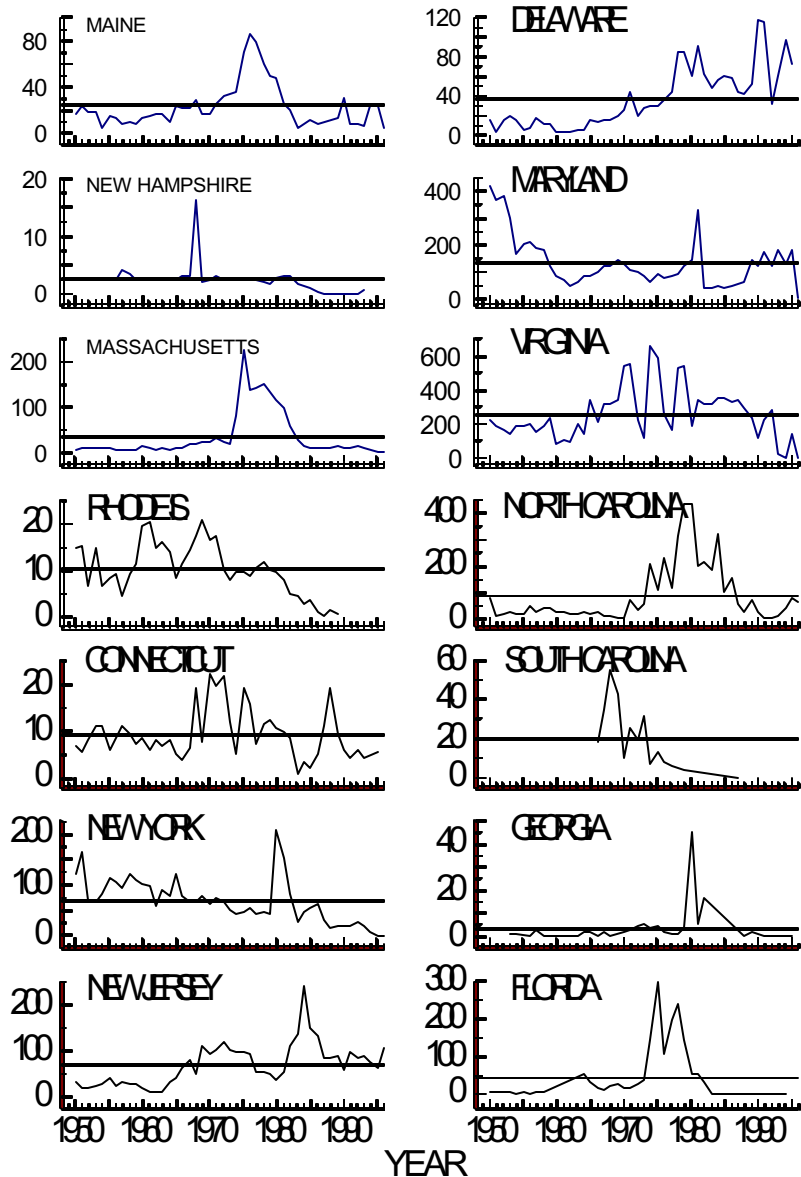 MAINE
80
40
0
NEW HAMPSHIRE
20
10
0
MASSACHUSETTS
200
100
0
RHODE IS
20
10
0
CONNECTICUT
20
10
0
NEW YORK
200
100
0
NEW JERSEY
200
100
0
1950 1960 1970 1980 1990
DELAWARE
120
80
40
0
MARYLAND
400
200
0
VIRGINIA
600
400
200
0
NORTH CAROLINA
400
200
0
SOUTH CAROLINA
60
40
20
0
GEORGIA
40
20
0
FLORIDA
300
200
100
0
1950 1960 1970 1980 1990
YEAR